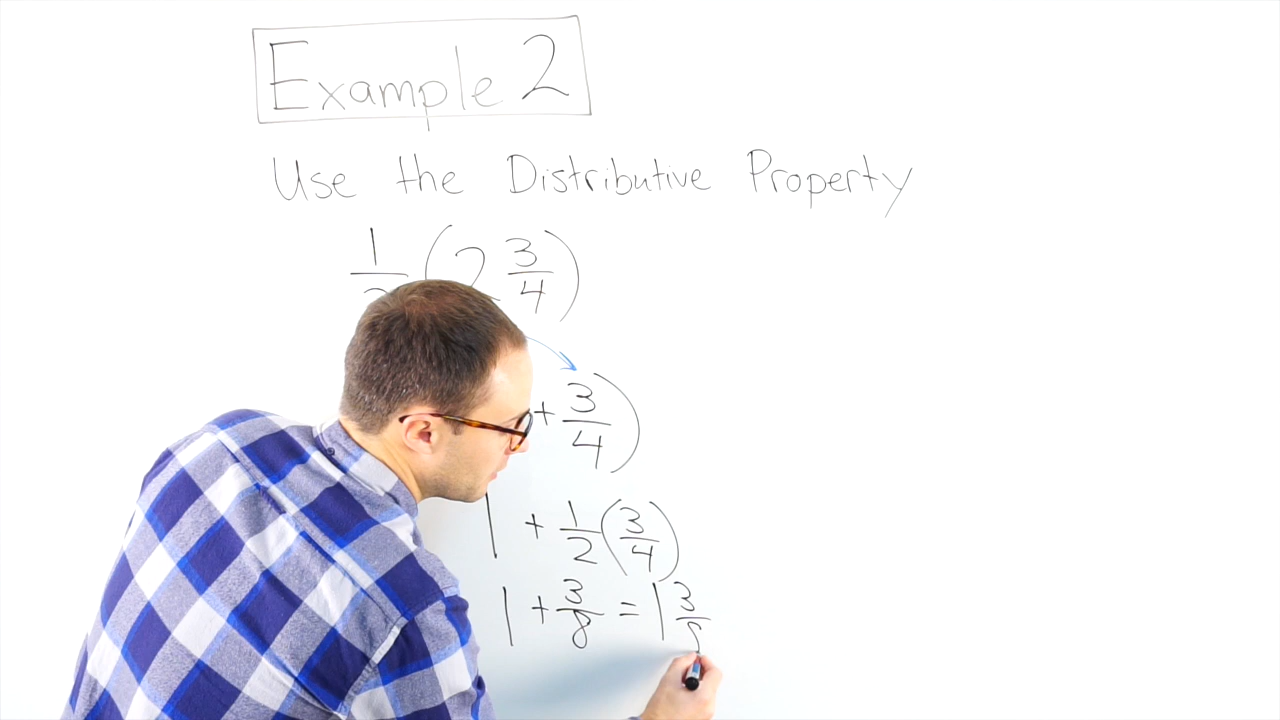 Example 2
Use the Distributive Property
1/2 (2 3/4)
+ 3/4)
1 + 1/2 (3/4)
1 + 3/8 = 1 3/8